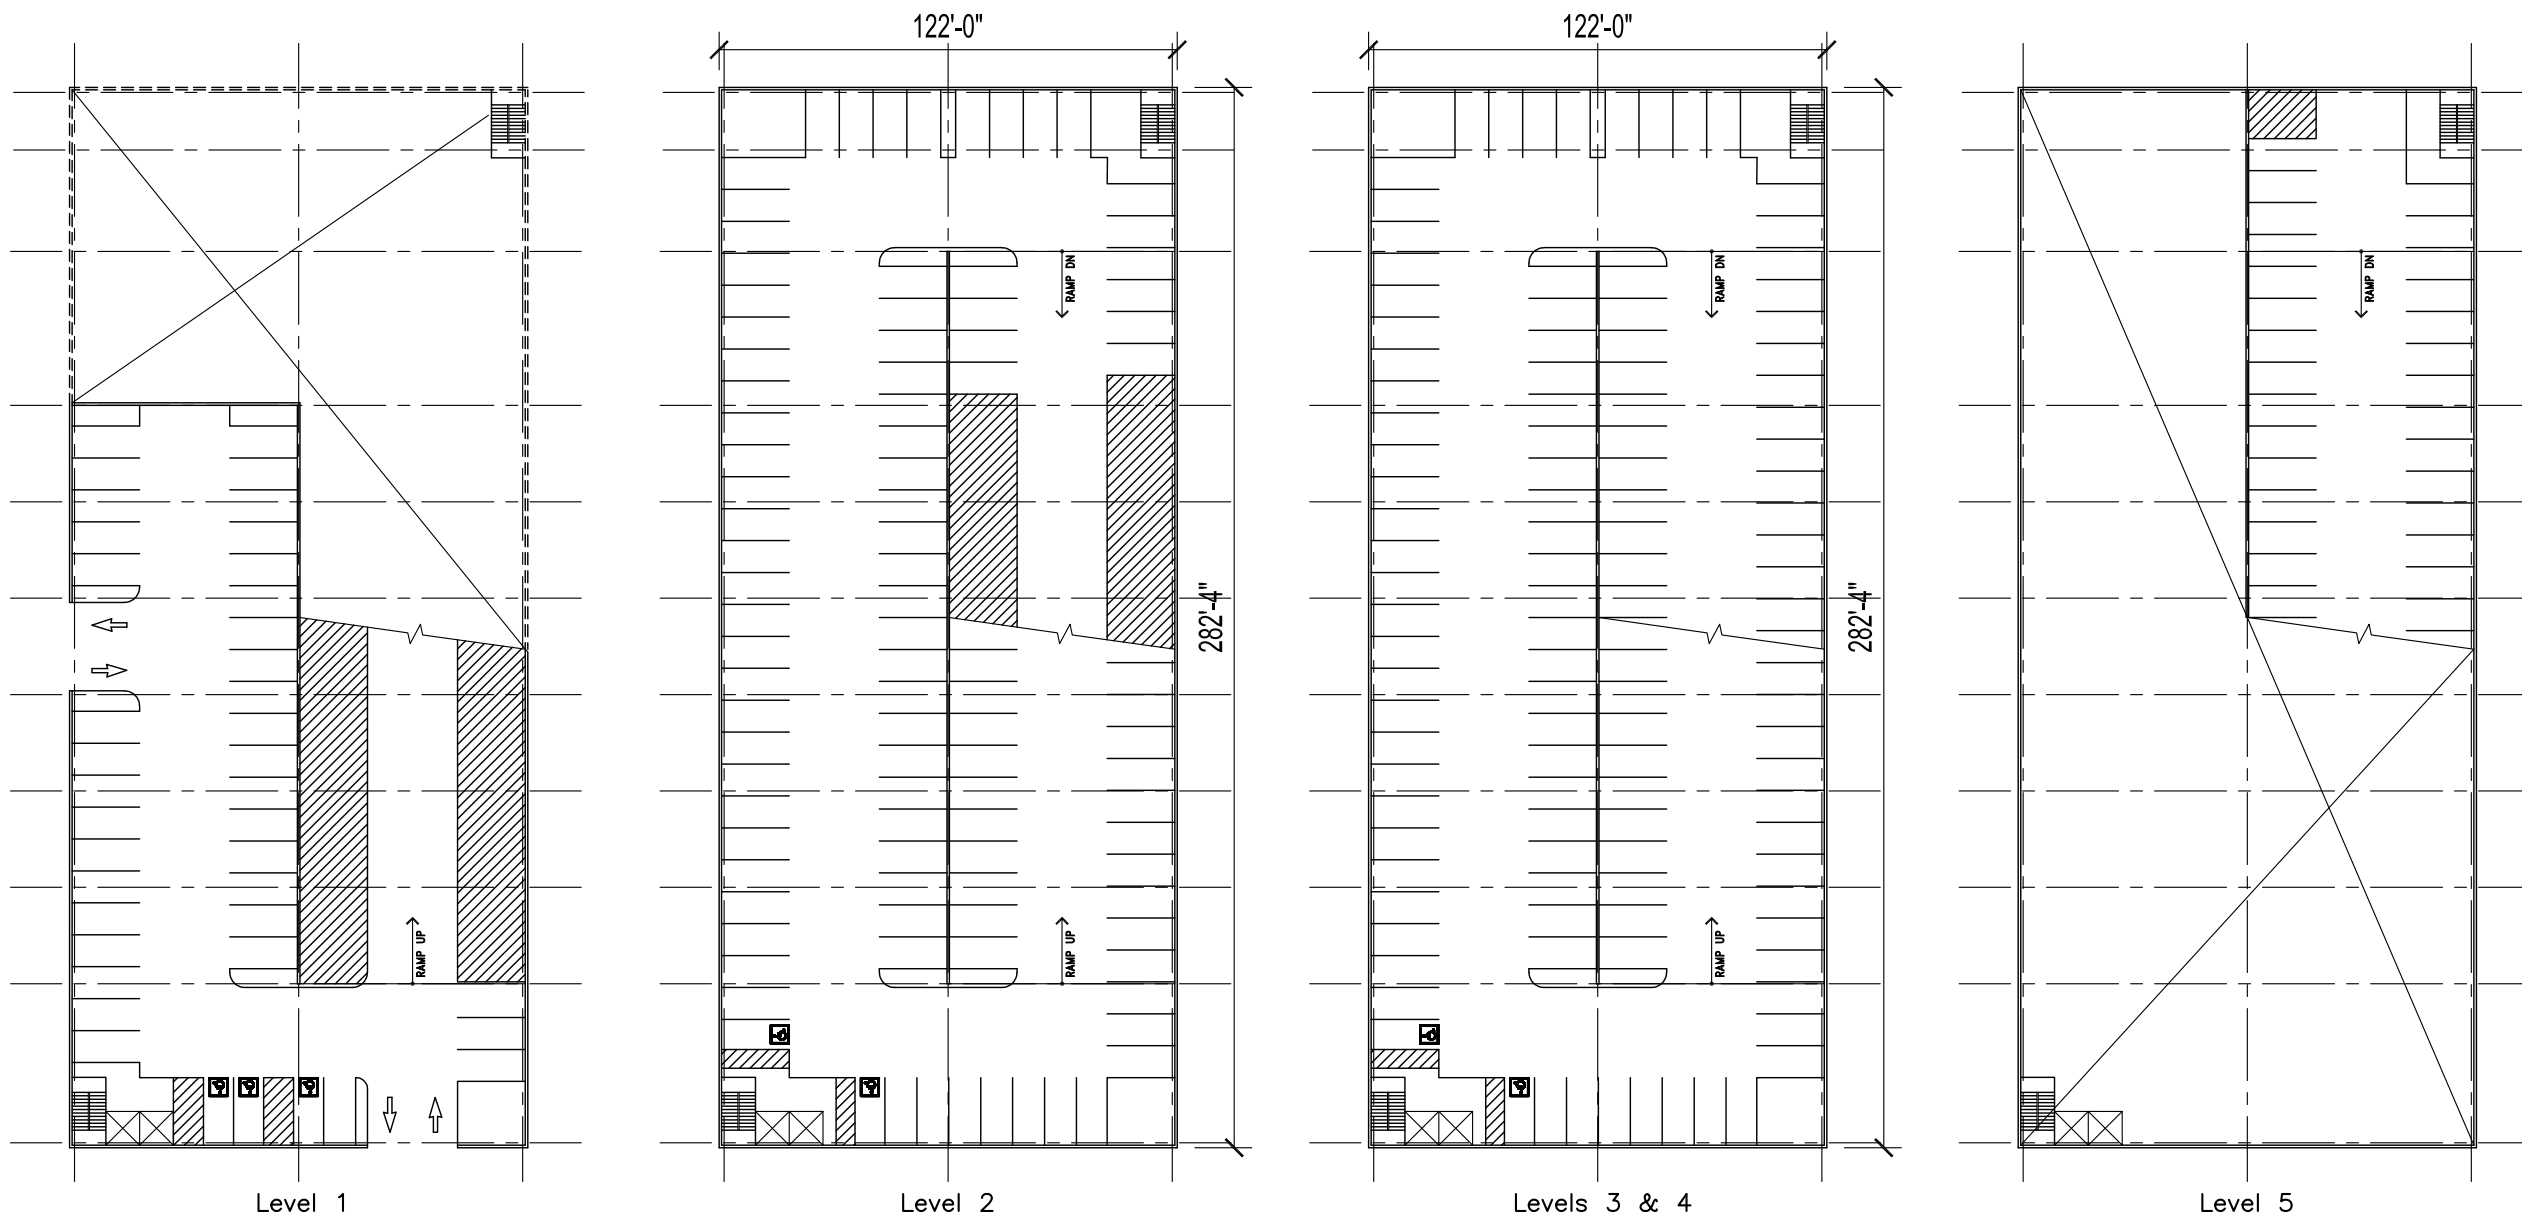 122'-0"
122'-0"
RAMP DN
RAMP DN
RAMP DN
282'-4"
282'-4"
RAMP UP
RAMP UP
RAMP UP
Level 1
Level 2
Levels 3 & 4
Level 5